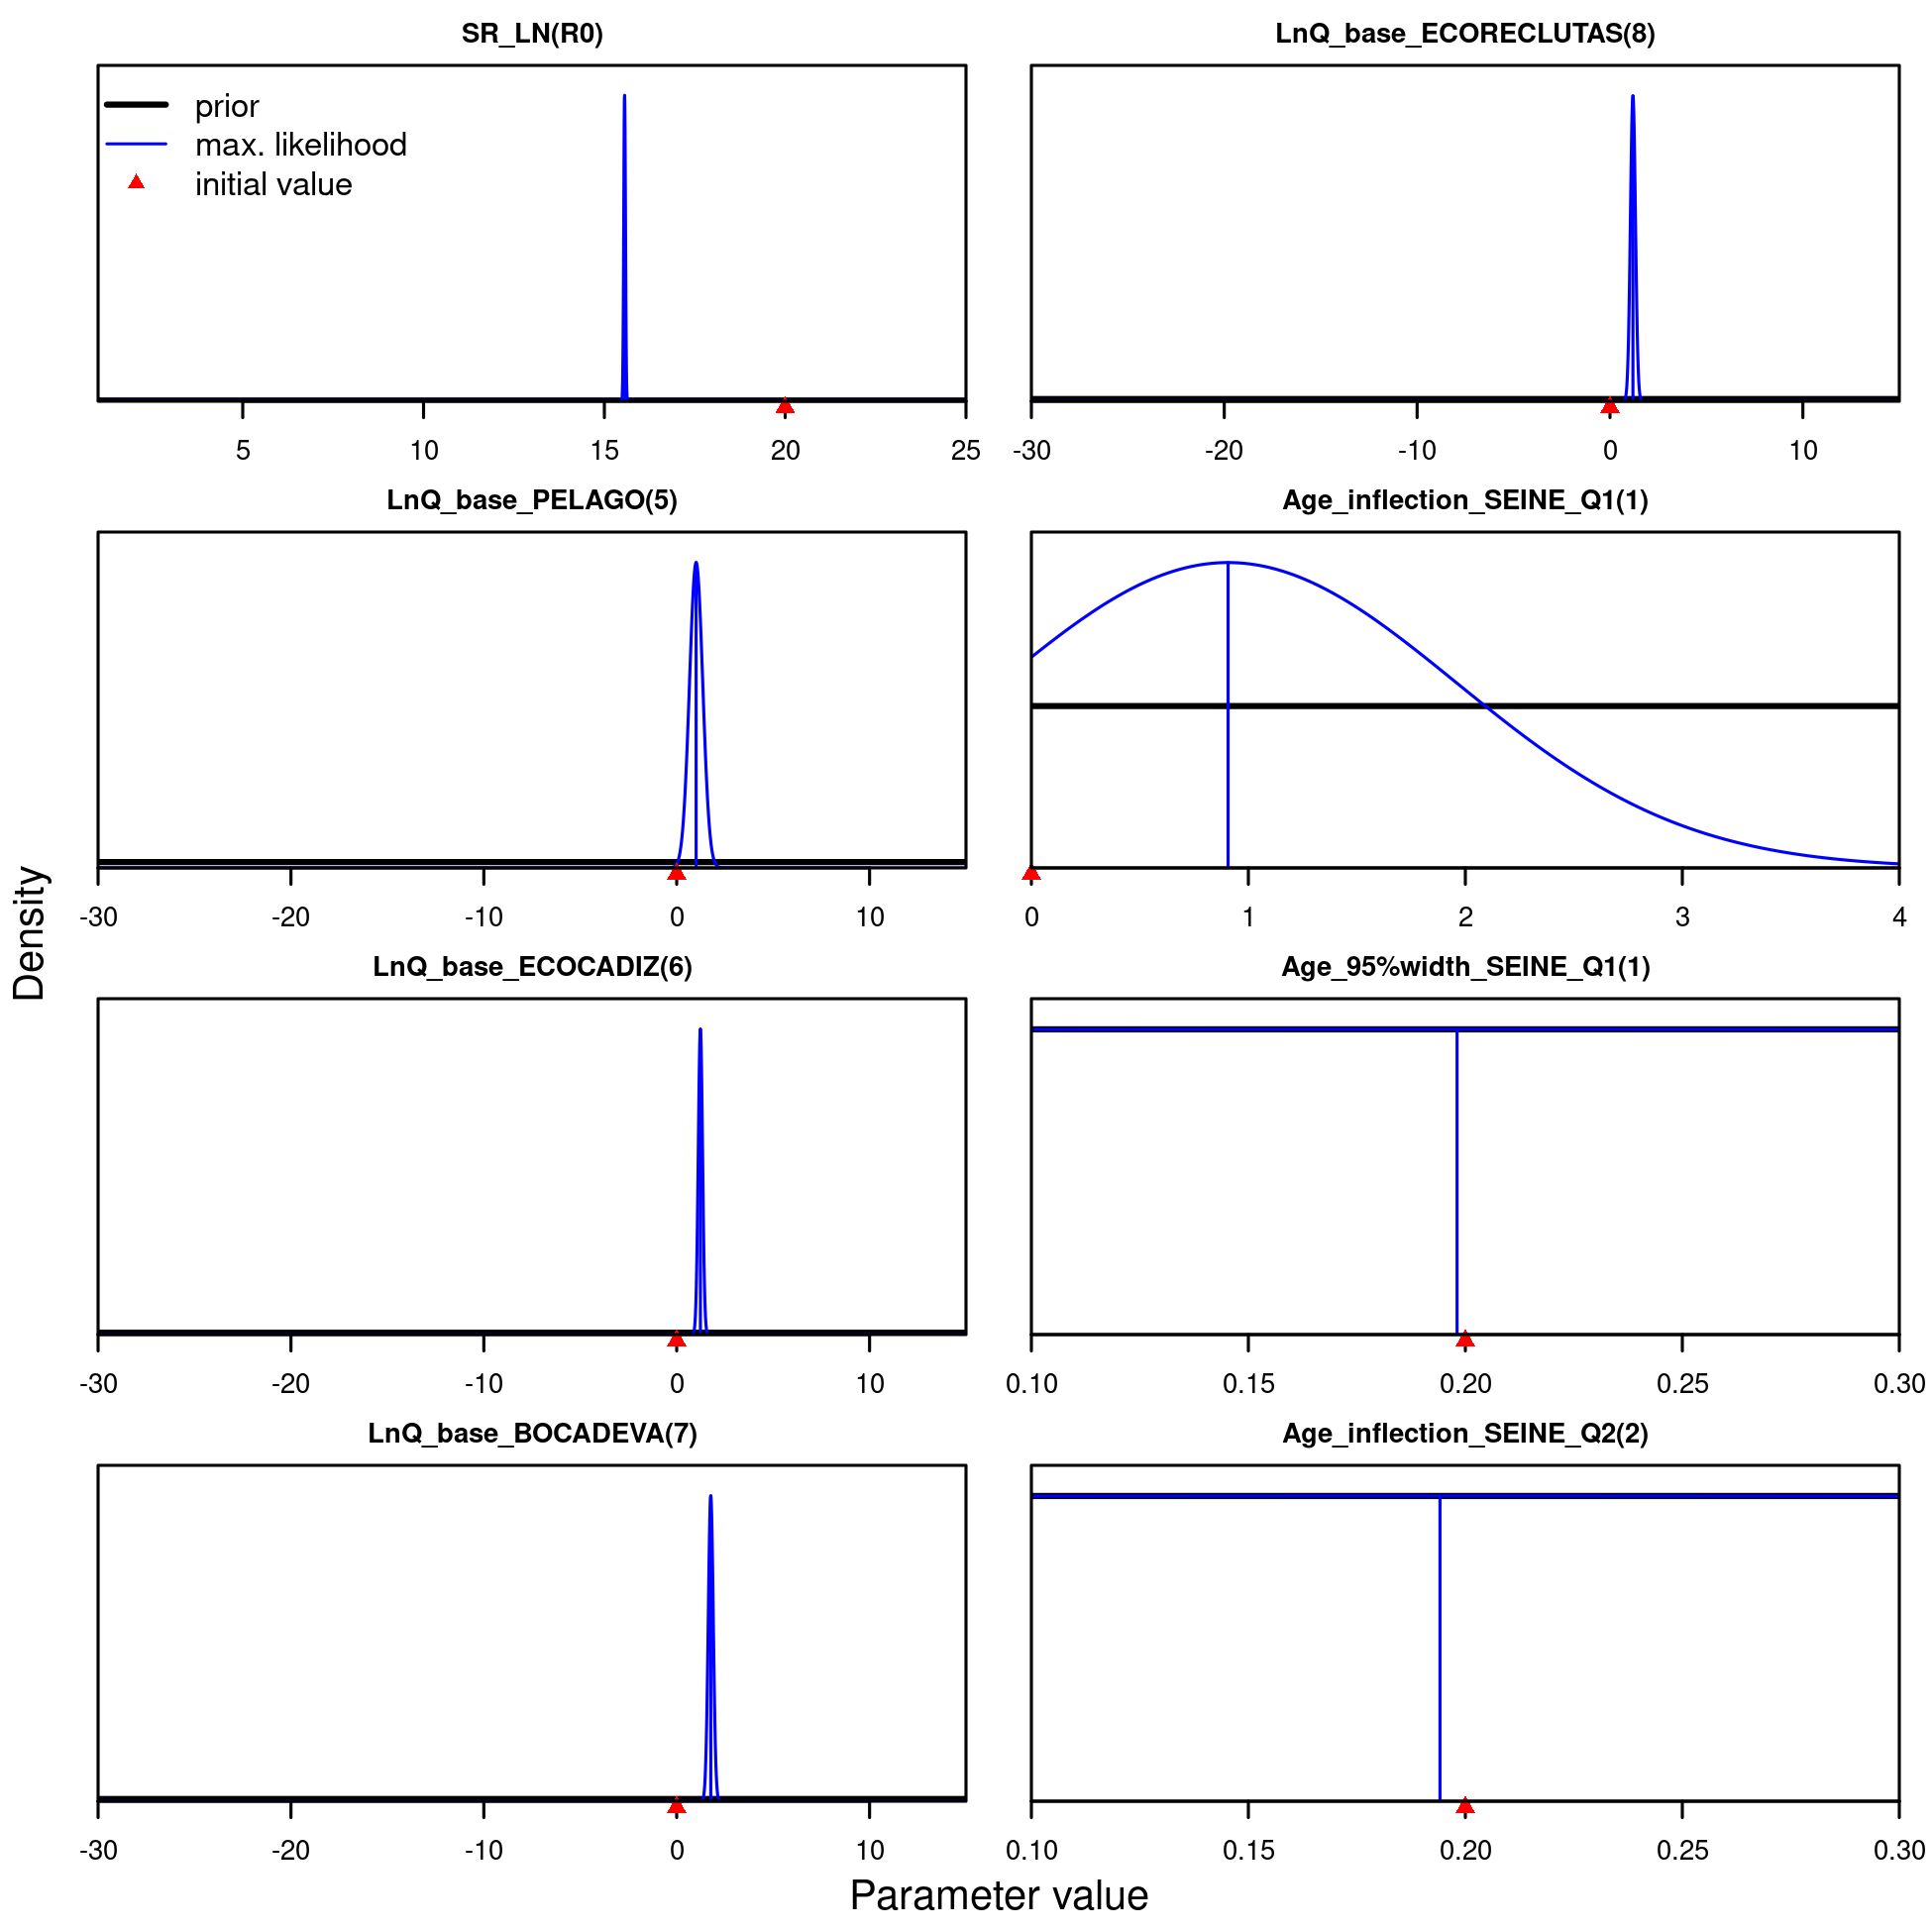 SR_LN(R0)
prior
max. likelihood
initial value
5 10 15 20 25
LnQ_base_ECORECLUTAS(8)
-30 -20 -10 0 10
LnQ_base_PELAGO(5)
-30 -20 -10 0 10
Age_inflection_SEINE_Q1(1)
0 1 2 3 4
Density
LnQ_base_ECOCADIZ(6)
-30 -20 -10 0 10
Age_95%width_SEINE_Q1(1)
0.10 0.15 0.20 0.25 0.30
LnQ_base_BOCADEVA(7)
-30 -20 -10 0 10
Age_inflection_SEINE_Q2(2)
0.10 0.15 0.20 0.25 0.30
Parameter value